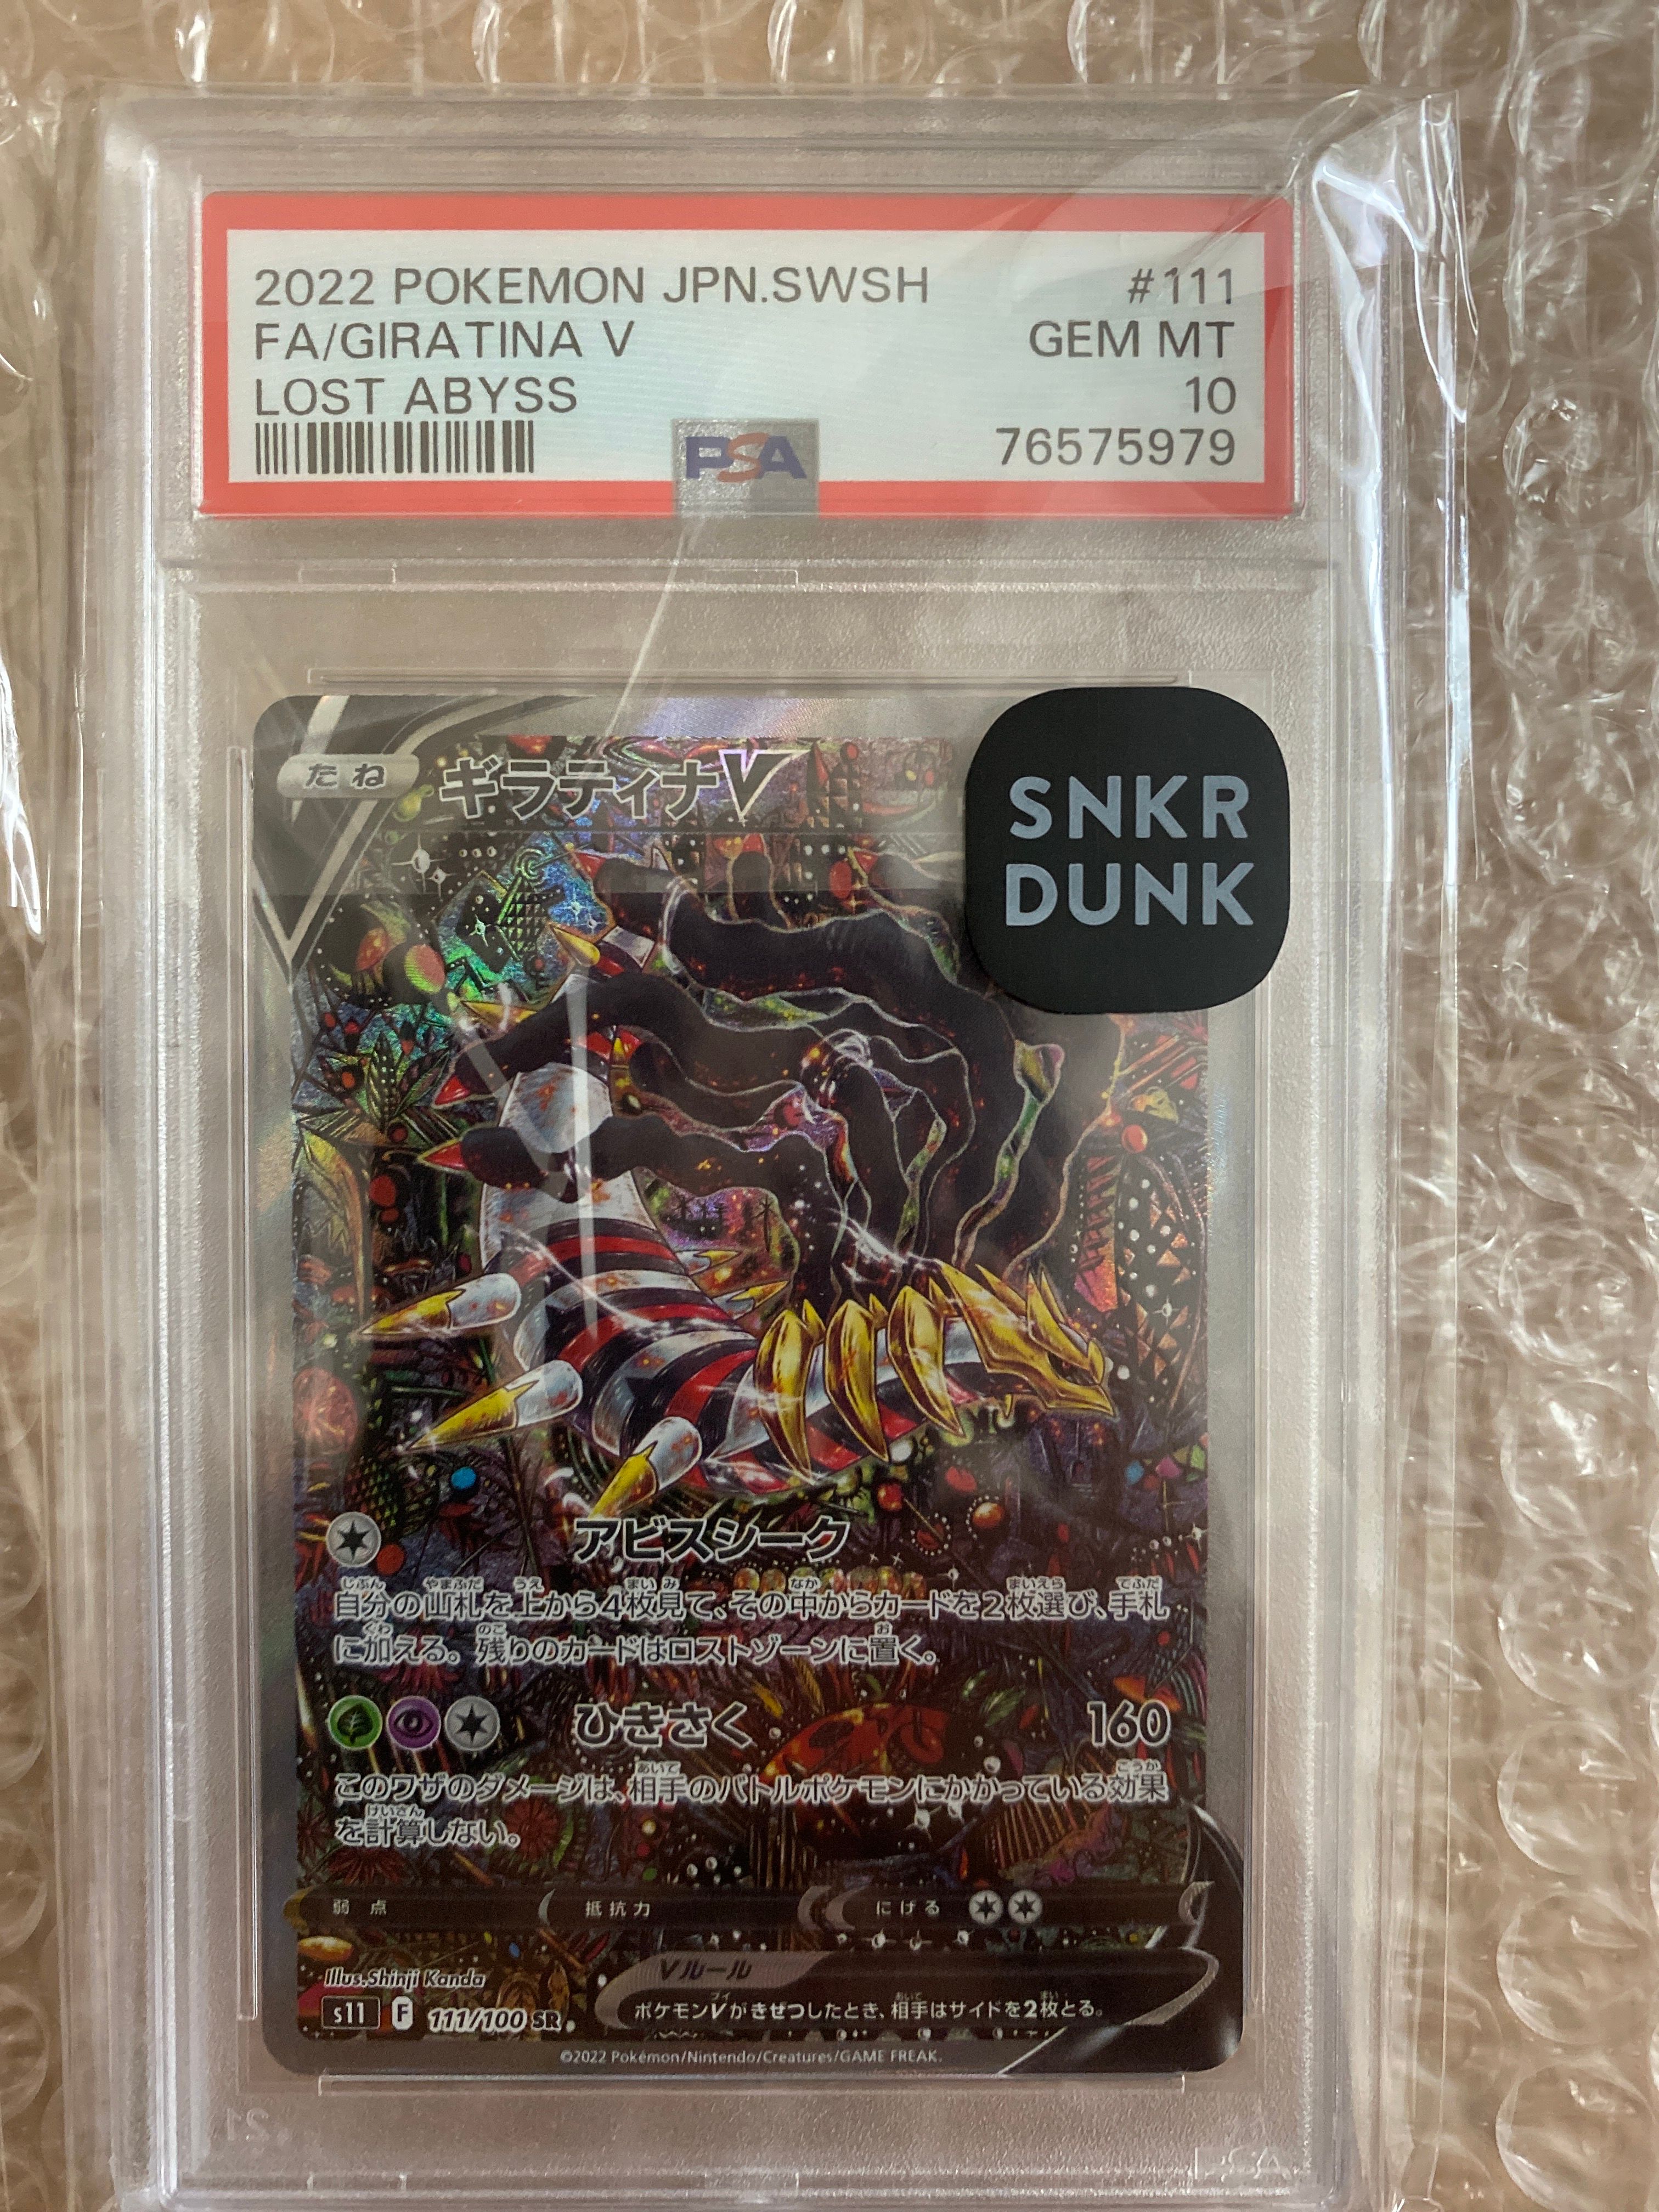 2022 POKEMON JPN.SWSH #111
FA/GIRATINA V GEM MT
LOST ABYSS 10
PSA 76575979
SNKR
DUNK
たね ギラティナV
アビスシーク
自分の山札を上から4枚見て、その中からカードを2枚選び、手札
に加える。残りのカードはロストゾーンに置く。
ひきさく 160
このワザのダメージは、相手のバトルポケモンにかかっている効果
を計算しない。
弱点 抵抗力 にげる
Illus.Shinji Kanda
Vルール
s11 F 111/100 SR
ポケモンVがきぜつしたとき、相手はサイドを2枚とる。
©2022 Pokémon/Nintendo/Creatures/GAME FREAK.